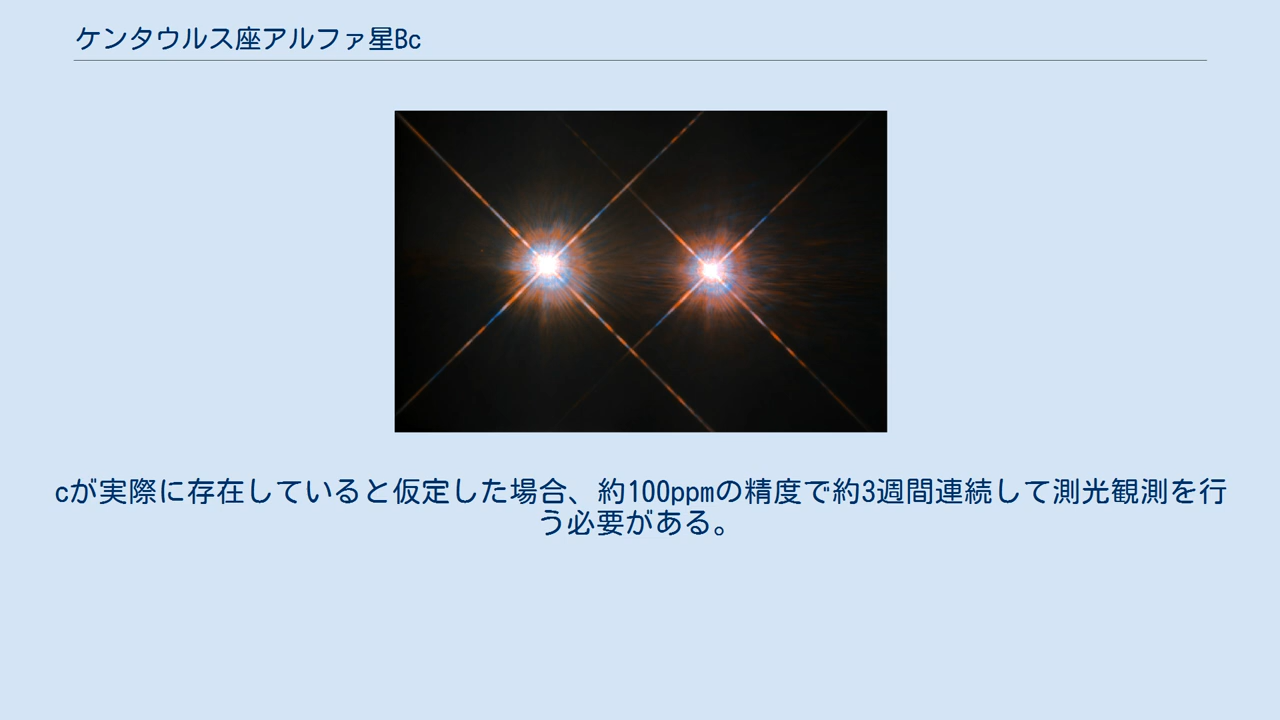 ケンタウルス座アルファ星Bc
cが実際に存在していると仮定した場合、約100ppmの精度で約3週間連続して測光観測を行
う必要がある。